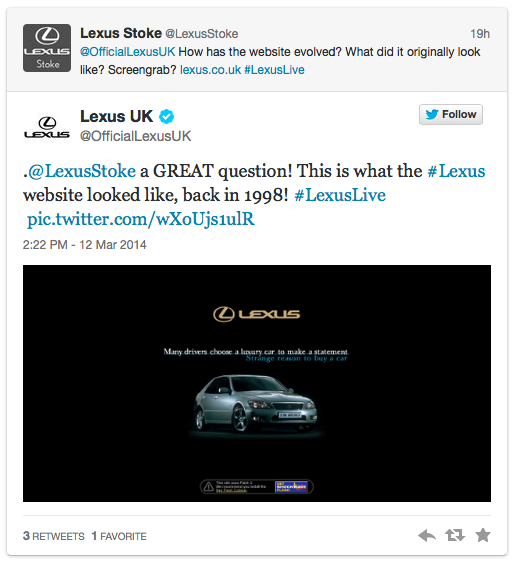 Lexus Stoke @LexusStoke 19h
@OfficialLexusUK How has the website evolved? What did it originally look
like? Screengrab? lexus.co.uk #LexusLive
LEXUS
Stoke
Lexus UK
@OfficialLexusUK
Follow
LEXUS
.@LexusStoke a GREAT question! This is what the #Lexus
website looked like, back in 1998! #LexusLive
pic.twitter.com/wXoUjs1ulR
2:22 PM - 12 Mar 2014
LEXUS
Many drivers choose a luxury car to make a statement
Strange reason to buy a car
3 RETWEETS 1 FAVORITE